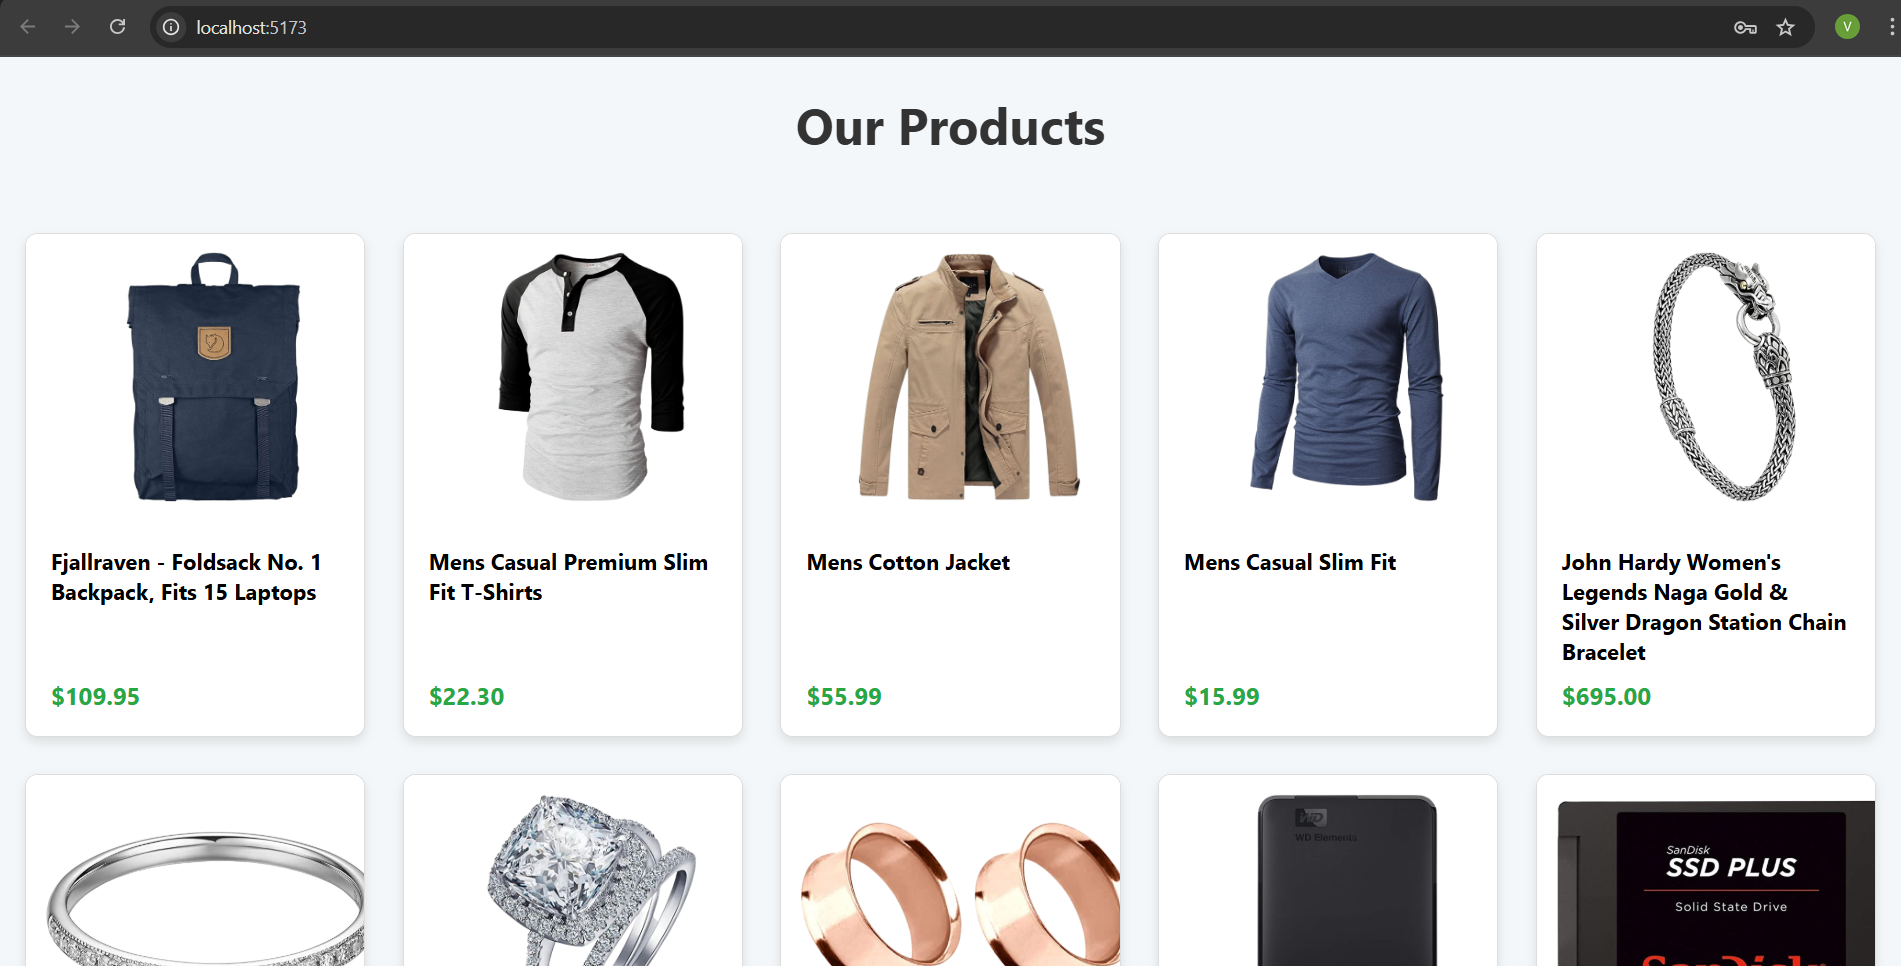 localhost:5173
V
Our Products
Fjallraven - Foldsack No. 1
Backpack, Fits 15 Laptops
$109.95
Mens Casual Premium Slim
Fit T-Shirts
$22.30
Mens Cotton Jacket
$55.99
Mens Casual Slim Fit
$15.99
John Hardy Women's
Legends Naga Gold &
Silver Dragon Station Chain
Bracelet
$695.00
WD
WD Elements
SanDisk
SSD PLUS
Solid State Drive
SanDisk